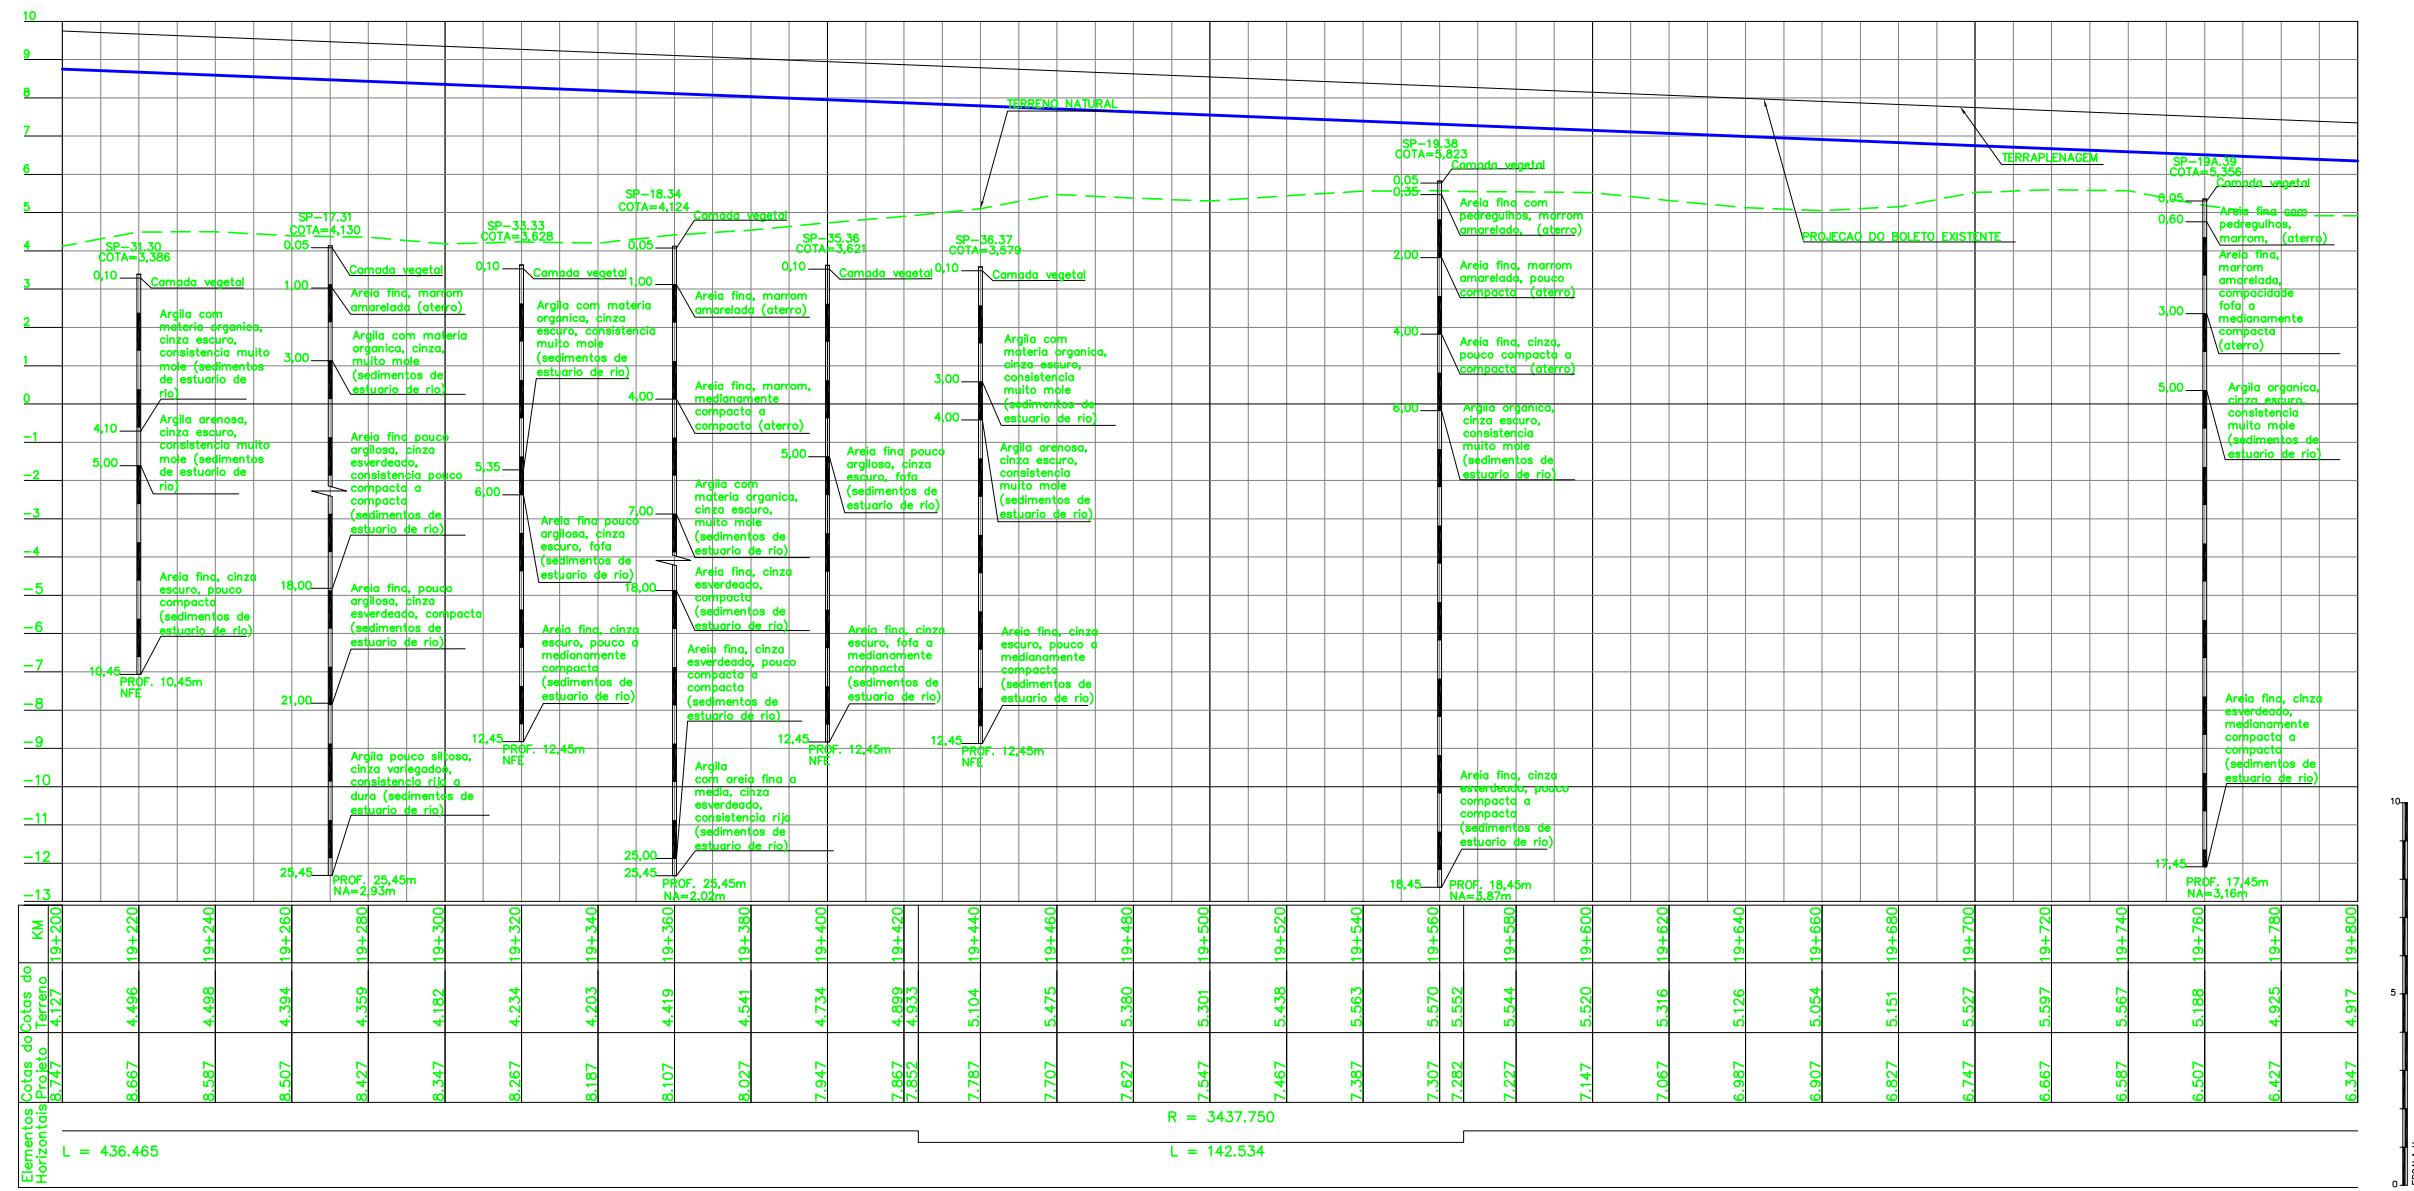 10
9
8
7
6
5
4
3
2
1
0
-1
-2
-3
-4
-5
-6
-7
-8
-9
-10
-11
-12
-13
TERRENO NATURAL
PROJECAO DO BOLETO EXISTENTE
TERRAPLENAGEM
SP-31.30
COTA=3,386
0,10
Camada vegetal
Argila com
materia organica,
cinza escuro,
consistencia muito
mole (sedimentos
de estuario de
rio)
4,10
Argila arenosa,
cinza escuro,
consistencia muito
mole (sedimentos
de estuario de
rio)
5,00
Areia fina, cinza
escuro, pouco
compacta
(sedimentos de
estuario de rio)
10,45
PROF. 10,45m
NFE
SP-17.31
COTA=4,130
0,05
Camada vegetal
1,00
Areia fina, marrom
amarelada (aterro)
3,00
Argila com materia
organica, cinza,
muito mole
(sedimentos de
estuario de rio)
Areia fina pouco
argilosa, cinza
esverdeado,
consistencia pouco
compacta a
compacta
(sedimentos de
estuario de rio)
18,00
Areia fina, pouco
argilosa, cinza
esverdeado, compacta
(sedimentos de
estuario de rio)
21,00
Argila pouco siltosa,
cinza variegadoo,
consistencia rija a
dura (sedimentos de
estuario de rio)
25,45
PROF. 25,45m
NA=2,93m
SP-33.33
COTA=3,628
0,10
Camada vegetal
Argila com materia
organica, cinza
escuro, consistencia
muito mole
(sedimentos de
estuario de rio)
5,35
6,00
Areia fina pouco
argilosa, cinza
escuro, fofa
(sedimentos de
estuario de rio)
Areia fina, cinza
escuro, pouco a
medianamente
compacta
(sedimentos de
estuario de rio)
12,45
PROF. 12,45m
NFE
SP-18.34
COTA=4,124
0,05
Camada vegetal
1,00
Areia fina, marrom
amarelada (aterro)
4,00
Areia fina, marrom,
medianamente
compacto a
compacto (aterro)
7,00
Argila com
materia organica,
cinza escuro,
muito mole
(sedimentos de
estuario de rio)
18,00
Areia fina, cinza
esverdeado,
compacto
(sedimentos de
estuario de rio)
Areia fina, cinza
esverdeado, pouco
compacta a
compacta
(sedimentos de
estuario de rio)
25,00
Argila
com areia fina a
media, cinza
esverdeado,
consistencia rija
(sedimentos de
estuario de rio)
25,45
PROF. 25,45m
NA=2,02m
SP-35.36
COTA=3,621
0,10
Camada vegetal
5,00
Areia fina pouco
argilosa, cinza
escuro, fofa
(sedimentos de
estuario de rio)
Areia fina, cinza
escuro, fofa a
medianamente
compacta
(sedimentos de
estuario de rio)
12,45
PROF. 12,45m
NFE
SP-36.37
COTA=3,579
0,10
Camada vegetal
3,00
Argila com
materia organica,
cinza escuro,
consistencia
muito mole
(sedimentos de
estuario de rio)
4,00
Argila arenosa,
cinza escuro,
consistencia
muito mole
(sedimentos de
estuario de rio)
Areia fina, cinza
escuro, pouco a
medianamente
compacta
(sedimentos de
estuario de rio)
12,45
PROF. 12,45m
NFE
SP-19.38
COTA=5,823
0,05
0,35
Camada vegetal
Areia fina com
pedregulhos, marrom
amarelado, (aterro)
2,00
Areia fina, marrom
amarelada, pouco
compacta (aterro)
4,00
Areia fina, cinza,
pouco compacta a
compacta (aterro)
6,00
Argila organica,
cinza escuro,
consistencia
muito mole
(sedimentos de
estuario de rio)
Areia fina, cinza
esverdeado, pouco
compacta a
compacta
(sedimentos de
estuario de rio)
18,45
PROF. 18,45m
NA=3,87m
SP-19A.39
COTA=5,356
0,05
Camada vegetal
0,60
Areia fina com
pedregulhos,
marrom, (aterro)
Areia fina,
marrom
amarelada,
compacidade
fofa a
medianamente
compacta
(aterro)
3,00
5,00
Argila organica,
cinza escuro,
consistencia
muito mole
(sedimentos de
estuario de rio)
Areia fina, cinza
esverdeado,
medianamente
compacta a
compacta
(sedimentos de
estuario de rio)
17,45
PROF. 17,45m
NA=3,16m
KM
19+200 19+220 19+240 19+260 19+280 19+300 19+320 19+340 19+360 19+380 19+400 19+420 19+440 19+460 19+480 19+500 19+520 19+540 19+560 19+580 19+600 19+620 19+640 19+660 19+680 19+700 19+720 19+740 19+760 19+780 19+800
Cotas do
Terreno
4.127 4.496 4.498 4.394 4.359 4.182 4.234 4.203 4.419 4.541 4.734 4.899 4.933 5.104 5.475 5.380 5.301 5.438 5.563 5.570 5.552 5.544 5.520 5.316 5.126 5.054 5.151 5.527 5.597 5.567 5.188 4.925 4.917
Cotas do
Projeto
8.747 8.667 8.587 8.507 8.427 8.347 8.267 8.187 8.107 8.027 7.947 7.867 7.852 7.787 7.707 7.627 7.547 7.467 7.387 7.307 7.282 7.227 7.147 7.067 6.987 6.907 6.827 6.747 6.667 6.587 6.507 6.427 6.347
Elementos
Horizontais
R = 3437.750
L = 436.465
L = 142.534
10
5
0